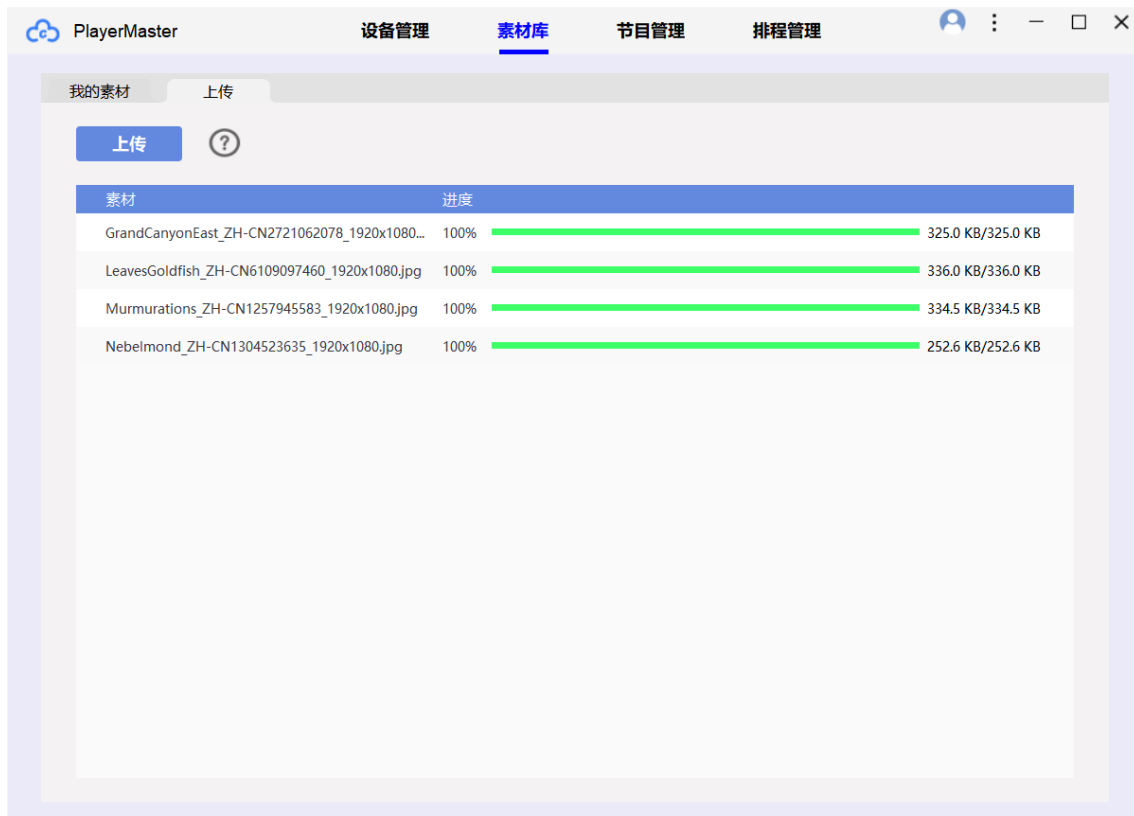 PlayerMaster 设备管理 素材库 节目管理 排程管理
我的素材 上传
上传 ?
素材 进度
GrandCanyonEast_ZH-CN2721062078_1920x1080... 100% 325.0 KB/325.0 KB
LeavesGoldfish_ZH-CN6109097460_1920x1080.jpg 100% 336.0 KB/336.0 KB
Murmurations_ZH-CN1257945583_1920x1080.jpg 100% 334.5 KB/334.5 KB
Nebelmond_ZH-CN1304523635_1920x1080.jpg 100% 252.6 KB/252.6 KB